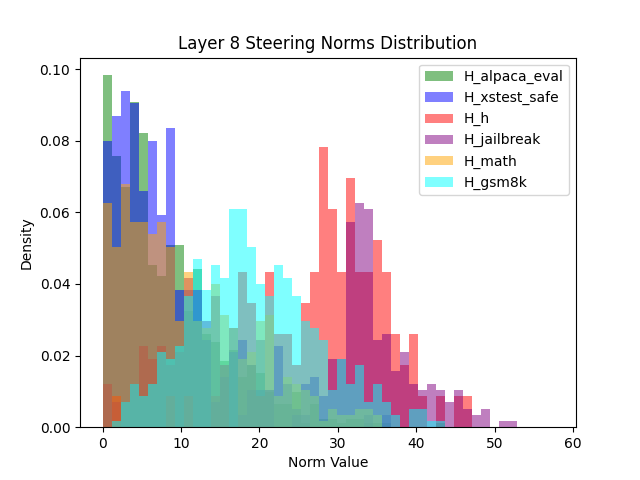 Layer 8 Steering Norms Distribution
0.10
0.08
0.06
0.04
0.02
0.00
Density
H_alpaca_eval
H_xstest_safe
H_h
H_jailbreak
H_math
H_gsm8k
0 10 20 30 40 50 60
Norm Value